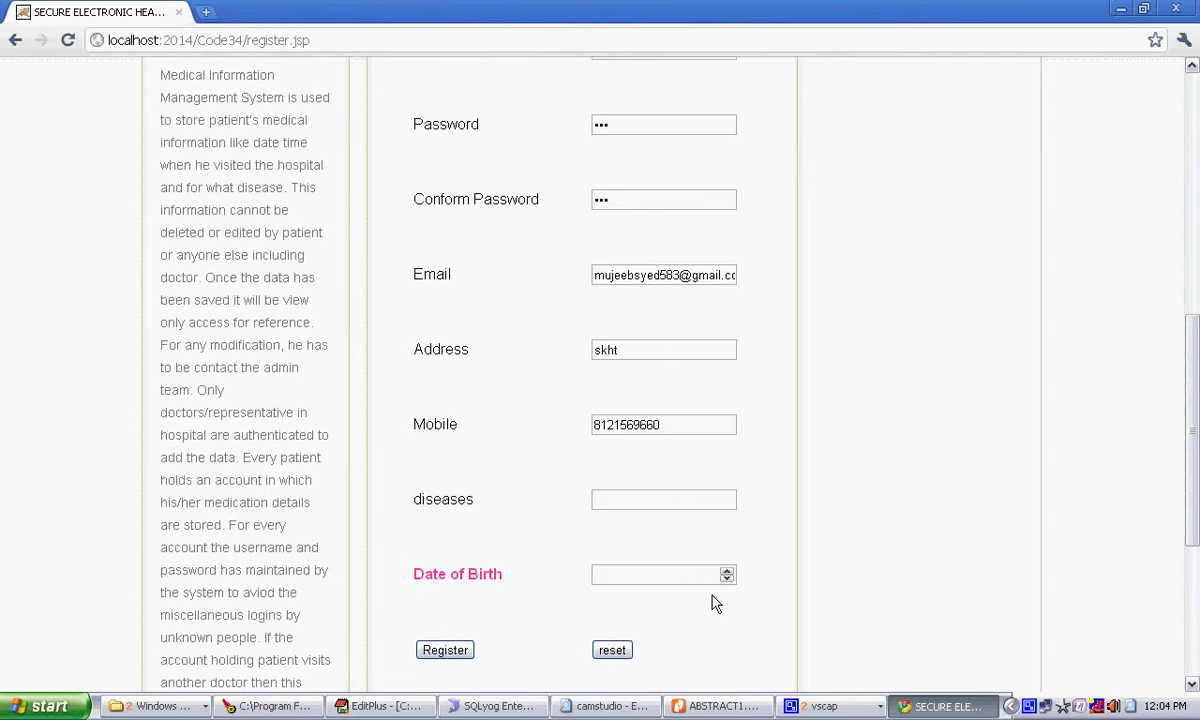 SECURE ELECTRONIC HEA...
localhost:2014/Code34/register.jsp
Medical Information
Management System is used
to store patient's medical
information like date time
when he visited the hospital
and for what disease. This
information cannot be
deleted or edited by patient
or anyone else including
doctor. Once the data has
been saved it will be view
only access for reference.
For any modification, he has
to be contact the admin
team. Only
doctors/representative in
hospital are authenticated to
add the data. Every patient
holds an account in which
his/her medication details
are stored. For every
account the username and
password has maintained by
the system to aviod the
miscellaneous logins by
unknown people. If the
account holding patient visits
another doctor then this
Password •••
Conform Password •••
Email mujeebsyed583@gmail.cc
Address skht
Mobile 8121569660
diseases
Date of Birth
Register reset
start 2 Windows ... C:\Program F... EditPlus - [C:... SQLyog Ente... camstudio - E... ABSTRACT1.... 2 vscap SECURE ELE... 12:04 PM